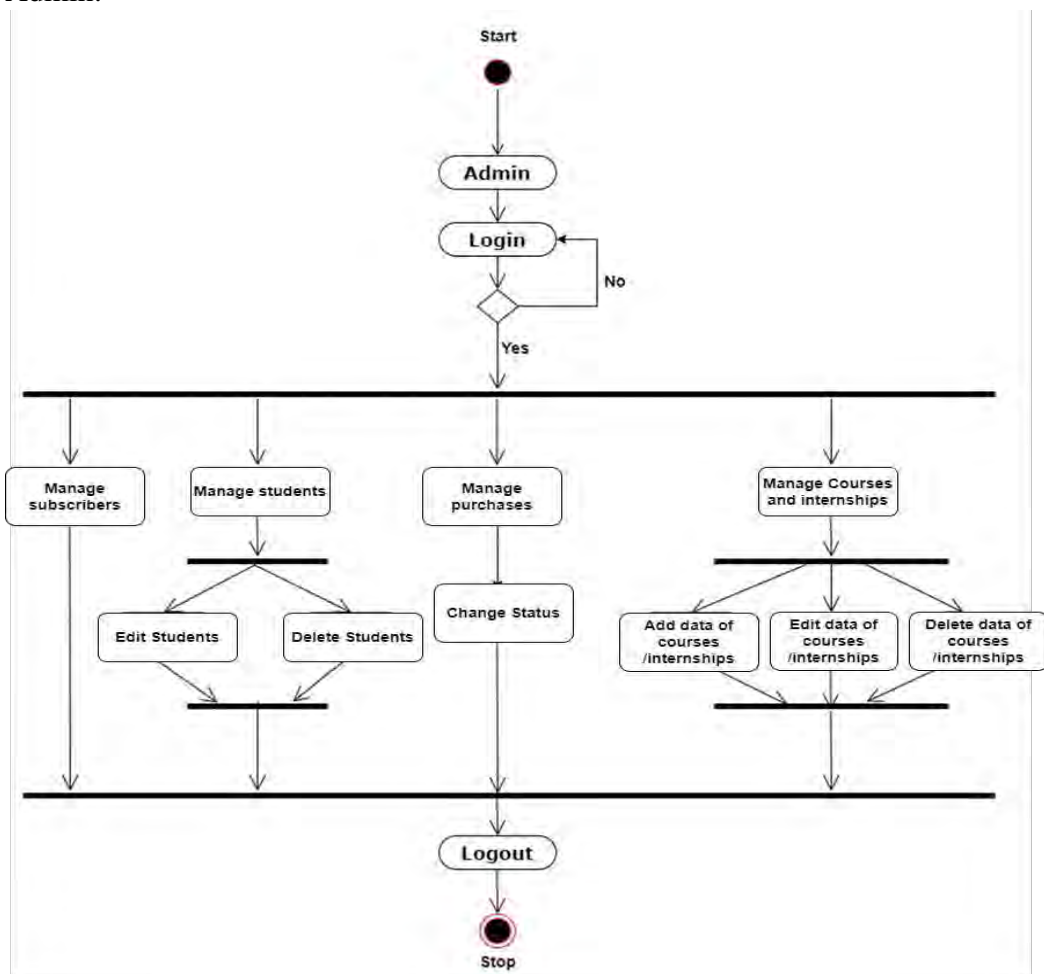 Admin:
Start
Admin
Login
No
Yes
Manage
subscribers
Manage students
Manage
purchases
Manage Courses
and internships
Edit Students
Delete Students
Change Status
Add data of
courses
/internships
Edit data of
courses
/internships
Delete data of
courses
/internships
Logout
Stop